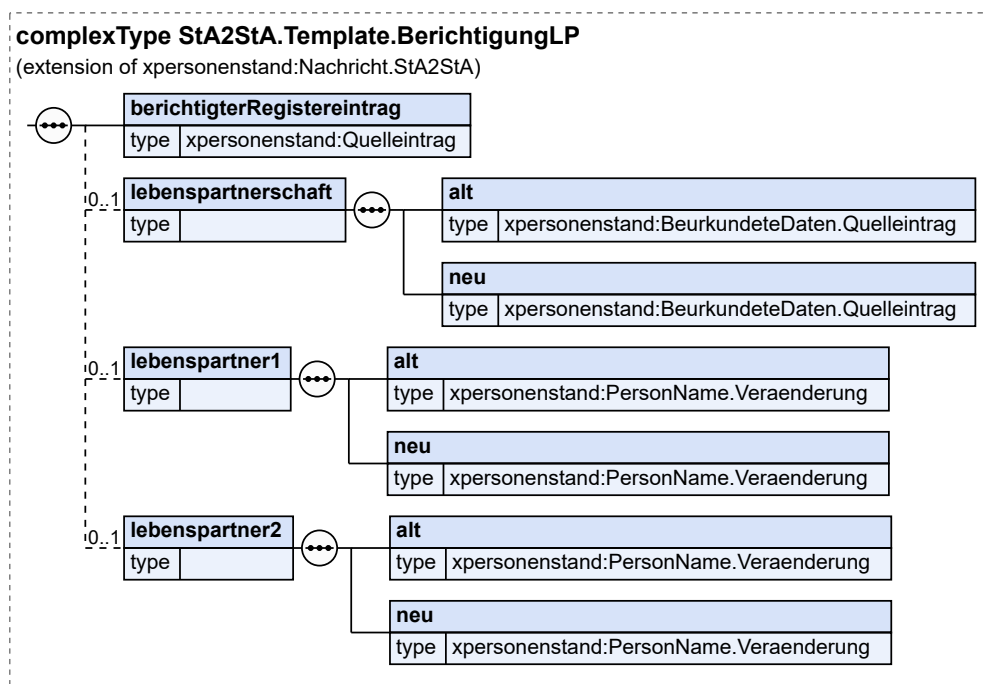 complexType StA2StA.Template.BerichtigungLP
(extension of xpersonenstand:Nachricht.StA2StA)
berichtigterRegistereintrag
type xpersonenstand:Quelleintrag
0..1
lebenspartnerschaft
type
alt
type xpersonenstand:BeurkundeteDaten.Quelleintrag
neu
type xpersonenstand:BeurkundeteDaten.Quelleintrag
0..1
lebenspartner1
type
alt
type xpersonenstand:PersonName.Veraenderung
neu
type xpersonenstand:PersonName.Veraenderung
0..1
lebenspartner2
type
alt
type xpersonenstand:PersonName.Veraenderung
neu
type xpersonenstand:PersonName.Veraenderung